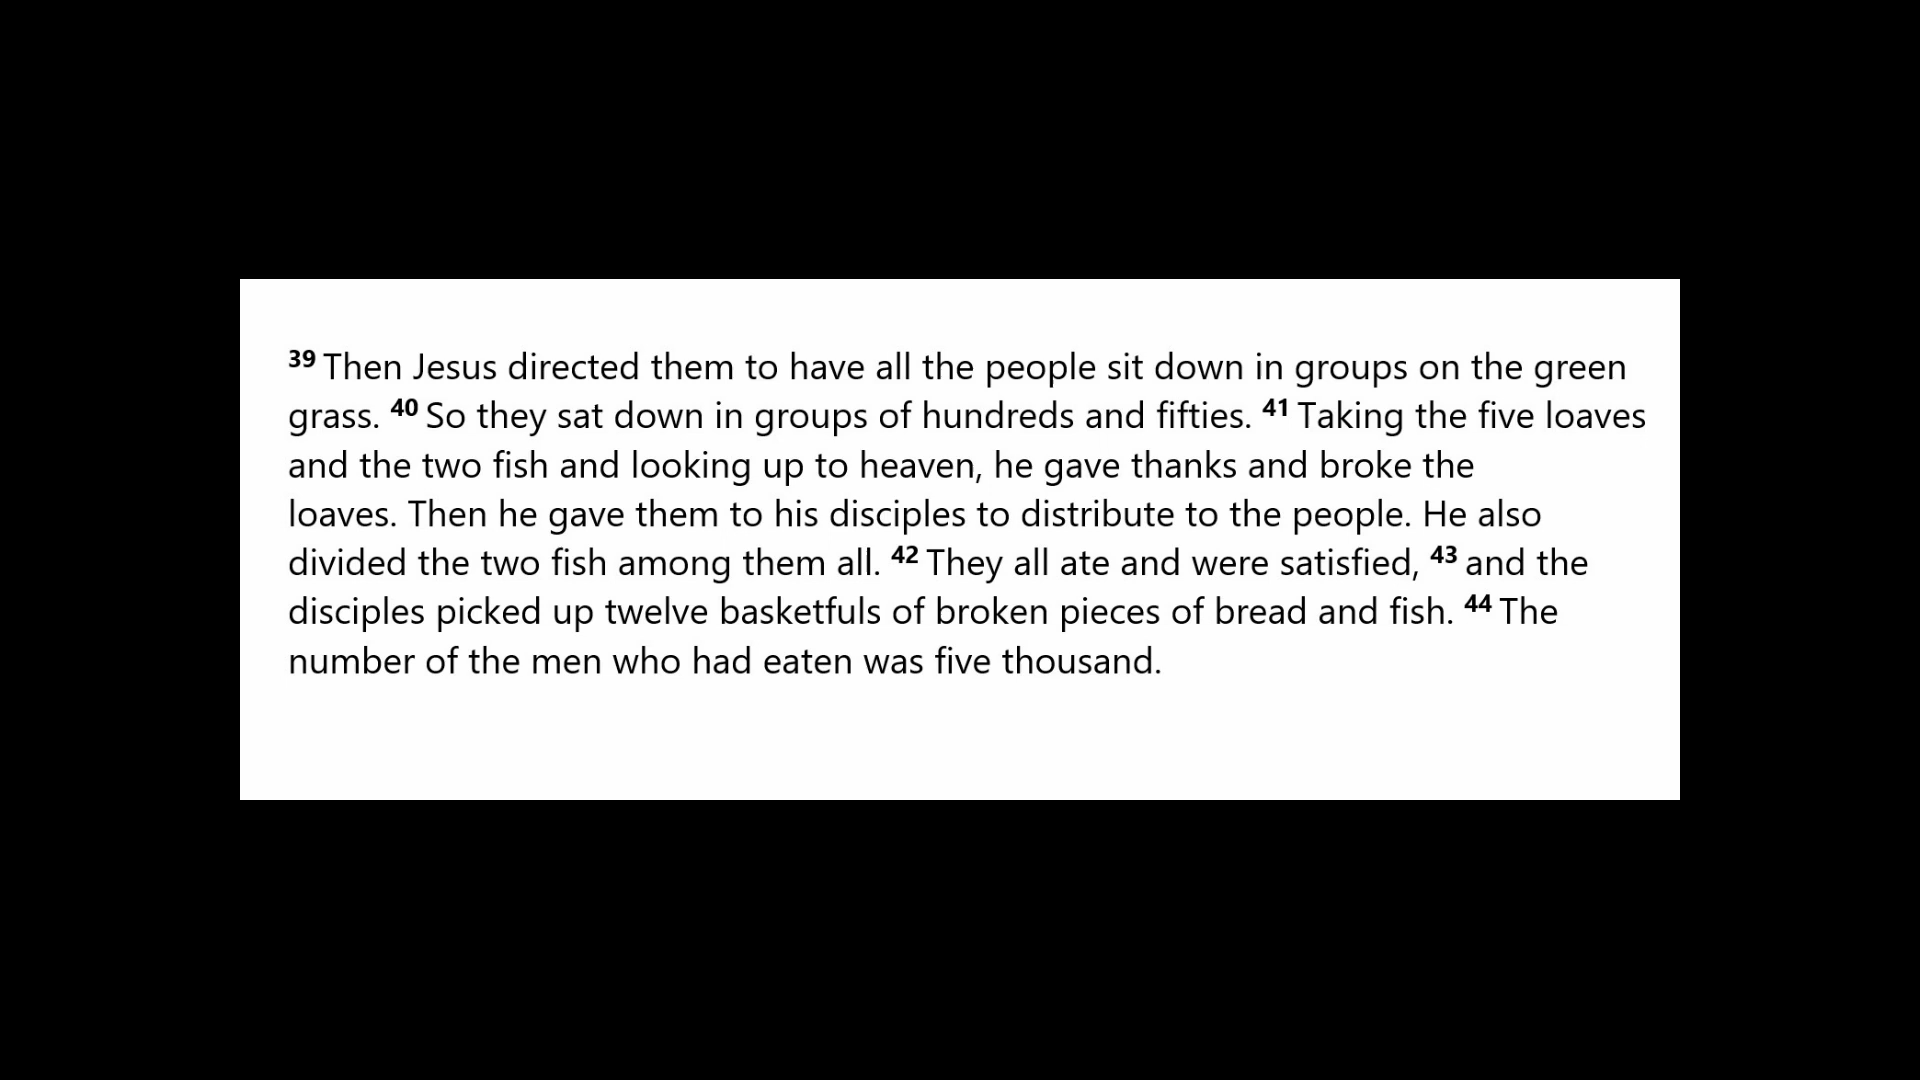 39 Then Jesus directed them to have all the people sit down in groups on the green
grass. 40 So they sat down in groups of hundreds and fifties. 41 Taking the five loaves
and the two fish and looking up to heaven, he gave thanks and broke the
loaves. Then he gave them to his disciples to distribute to the people. He also
divided the two fish among them all. 42 They all ate and were satisfied, 43 and the
disciples picked up twelve basketfuls of broken pieces of bread and fish. 44 The
number of the men who had eaten was five thousand.